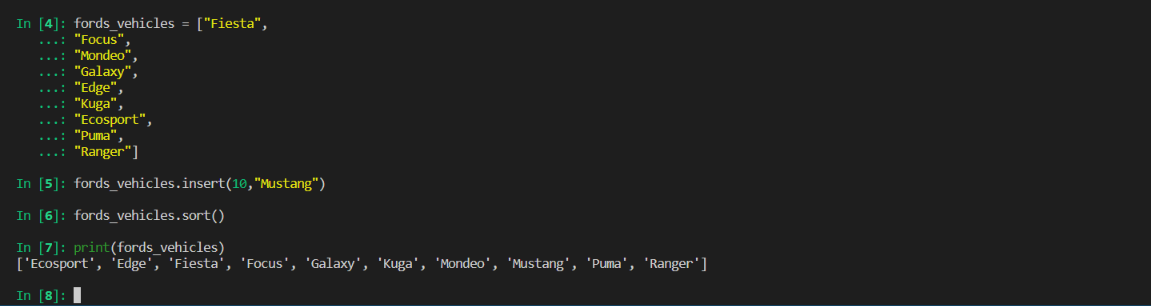 In [4]: fords_vehicles = ["Fiesta",
...: "Focus",
...: "Mondeo",
...: "Galaxy",
...: "Edge",
...: "Kuga",
...: "Ecosport",
...: "Puma",
...: "Ranger"]
In [5]: fords_vehicles.insert(10,"Mustang")
In [6]: fords_vehicles.sort()
In [7]: print(fords_vehicles)
['Ecosport', 'Edge', 'Fiesta', 'Focus', 'Galaxy', 'Kuga', 'Mondeo', 'Mustang', 'Puma', 'Ranger']
In [8]: